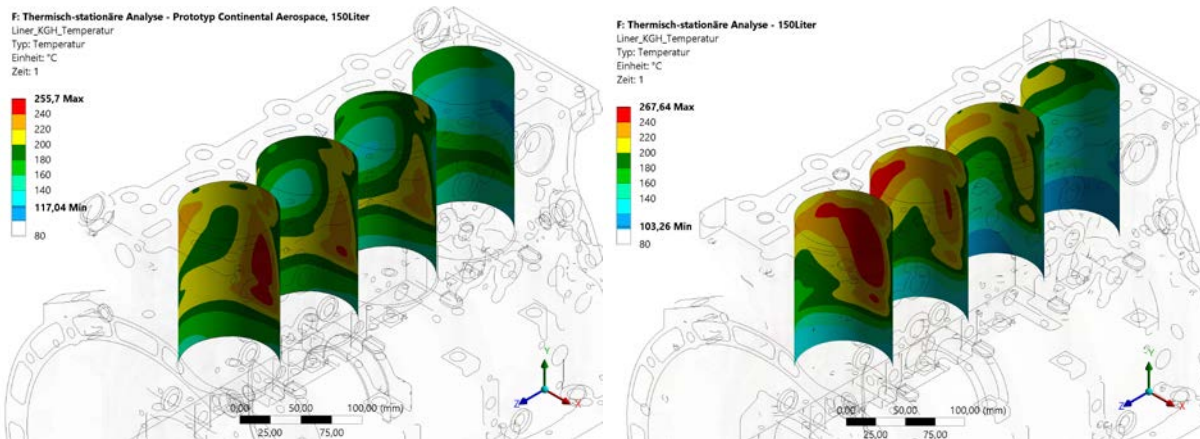 F: Thermisch-stationäre Analyse - Prototyp Continental Aerospace, 150Liter
Liner_KGH_Temperatur
Typ: Temperatur
Einheit: °C
Zeit: 1
255,7 Max
240
220
200
180
160
140
117,04 Min
80
0,00 50,00 100,00 (mm)
25,00 75,00
Y
Z X
F: Thermisch-stationäre Analyse - 150Liter
Liner_KGH_Temperatur
Typ: Temperatur
Einheit: °C
Zeit: 1
267,64 Max
240
220
200
180
160
140
103,26 Min
80
0,00 50,00 100,00 (mm)
25,00 75,00
Y
Z X